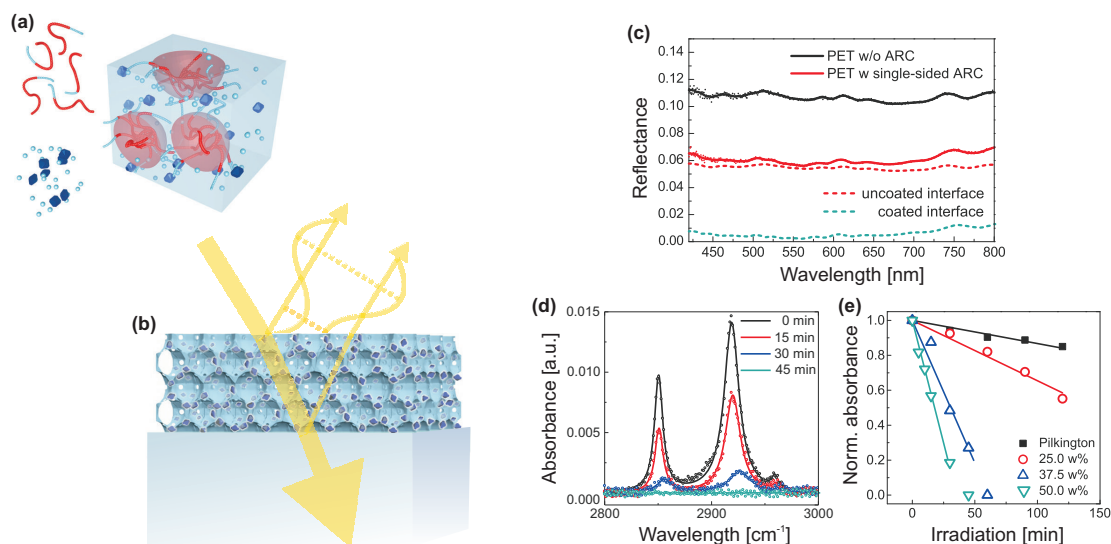 (a)
(b)
(c)
PET w/o ARC
PET w single-sided ARC
uncoated interface
coated interface
Reflectance
0.14
0.12
0.10
0.08
0.06
0.04
0.02
0.00
450 500 550 600 650 700 750 800
Wavelength [nm]
(d)
0 min
15 min
30 min
45 min
Absorbance [a.u.]
0.015
0.010
0.005
0.000
2800 2900 3000
Wavelength [cm⁻¹]
(e)
Norm. absorbance
1.0
0.8
0.6
0.4
0.2
0.0
Pilkington
25.0 w%
37.5 w%
50.0 w%
0 50 100 150
Irradiation [min]